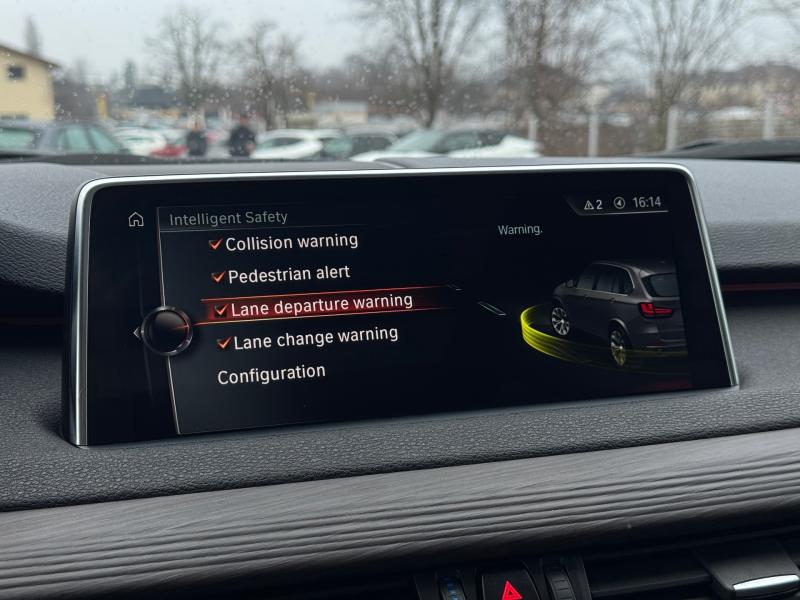 Intelligent Safety
2 16:14
Collision warning
Warning.
Pedestrian alert
Lane departure warning
Lane change warning
Configuration